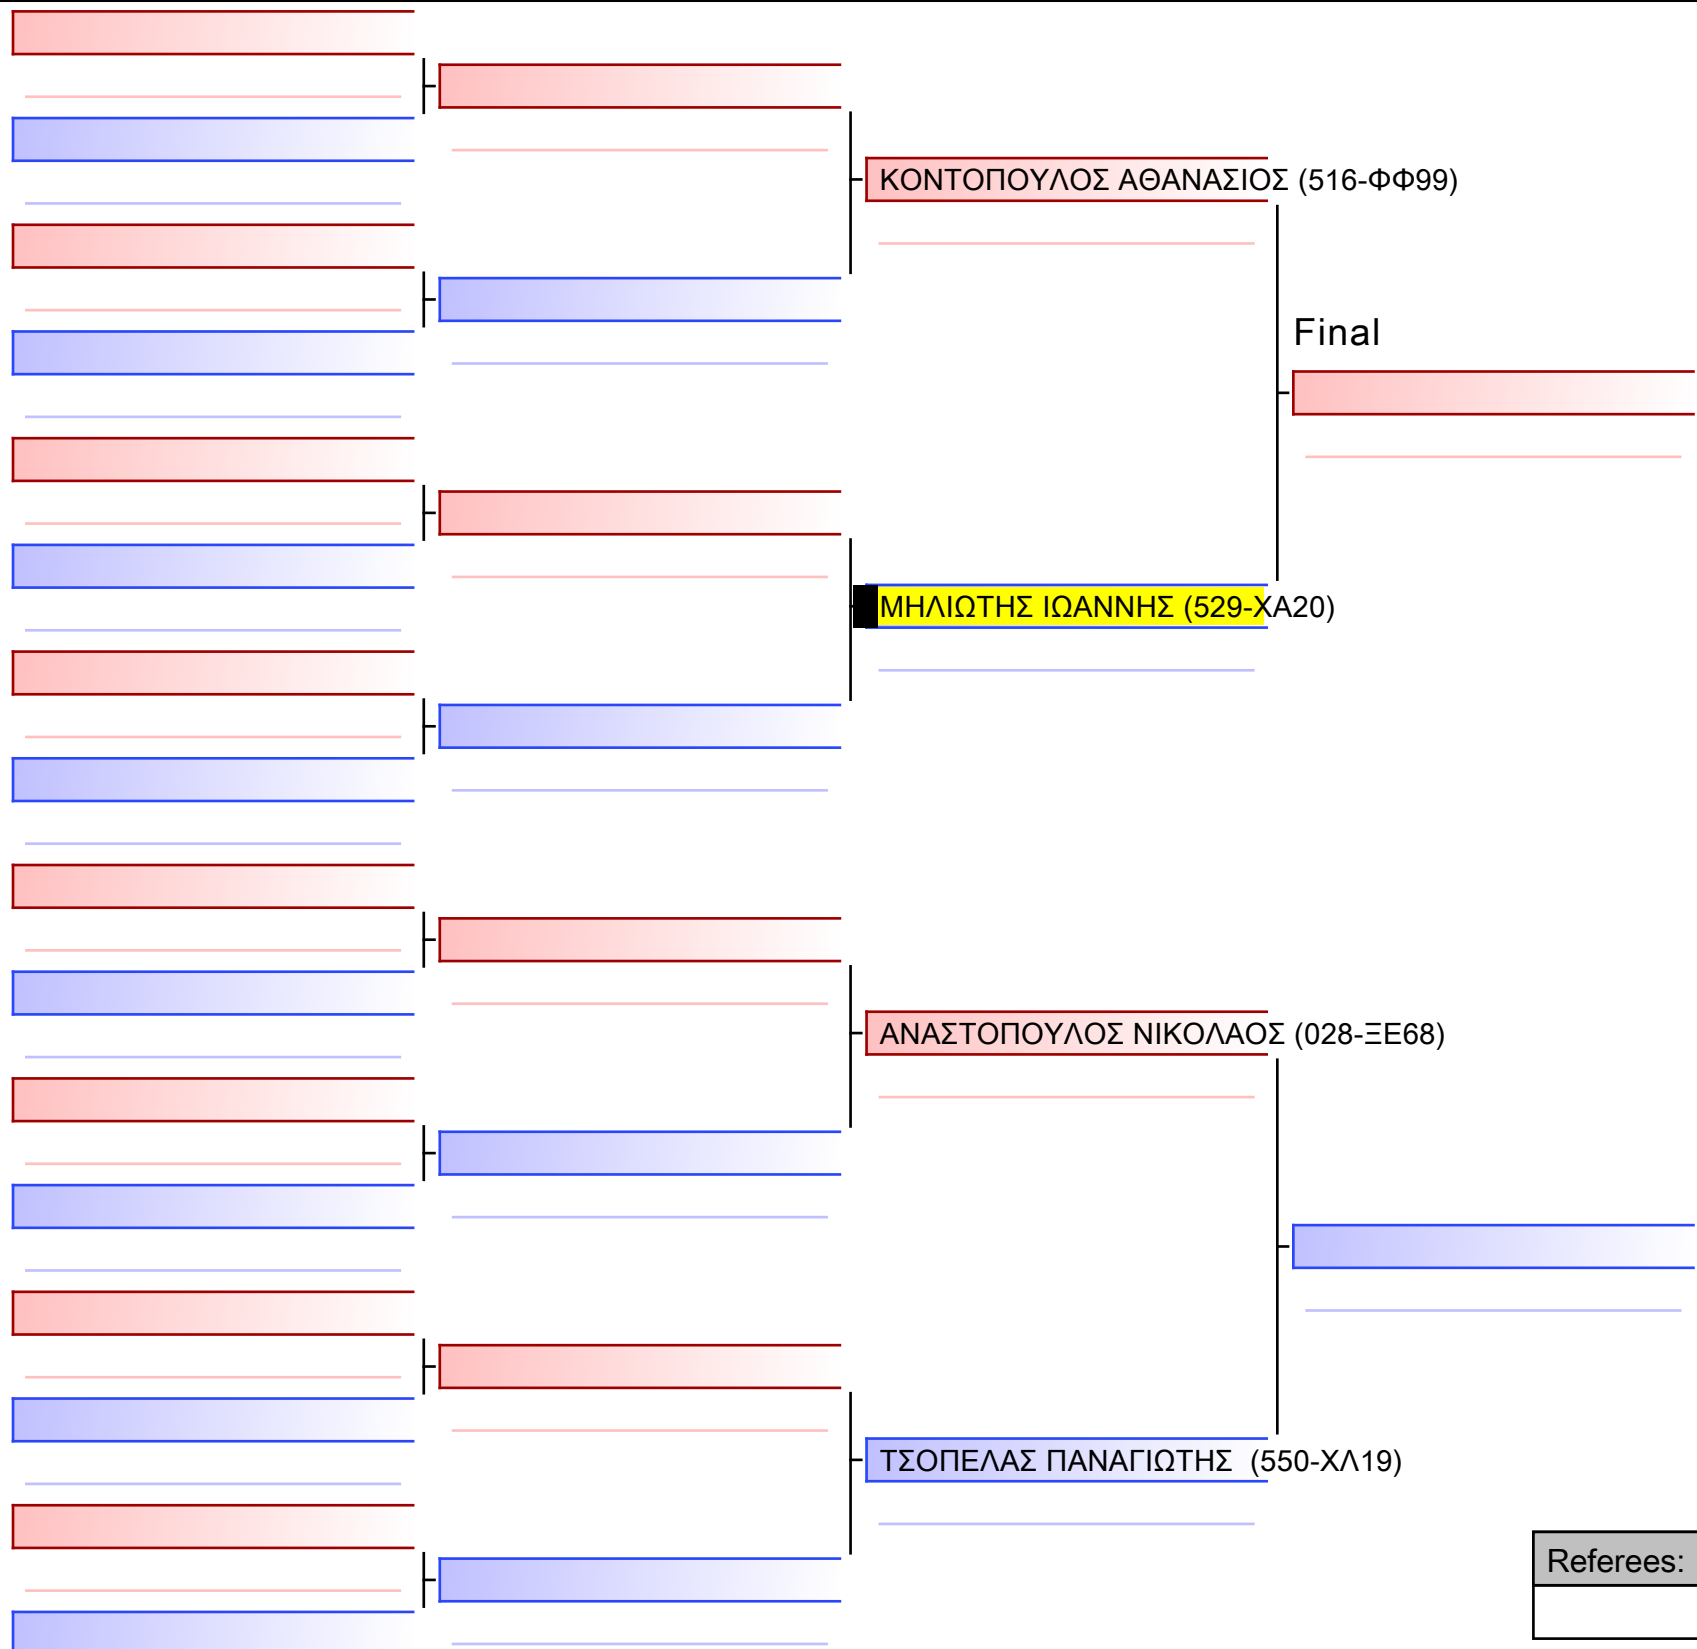 ΚΟΝΤΟΠΟΥΛΟΣ ΑΘΑΝΑΣΙΟΣ (516-ΦΦ99)
Final
ΜΗΛΙΩΤΗΣ ΙΩΑΝΝΗΣ (529-ΧΑ20)
ΑΝΑΣΤΟΠΟΥΛΟΣ ΝΙΚΟΛΑΟΣ (028-ΞΕ68)
ΤΣΟΠΕΛΑΣ ΠΑΝΑΓΙΩΤΗΣ  (550-ΧΛ19)
Referees: